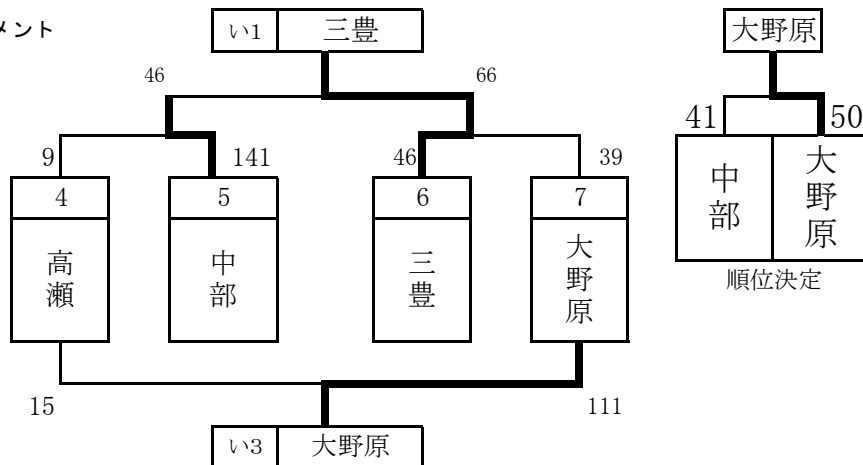 メント
い1 三豊
大野原
46 66
41 50
9 141 46 39
4 5 6 7
高瀬 中部 三豊 大野原
中部 大野原
順位決定
15 111
い3 大野原